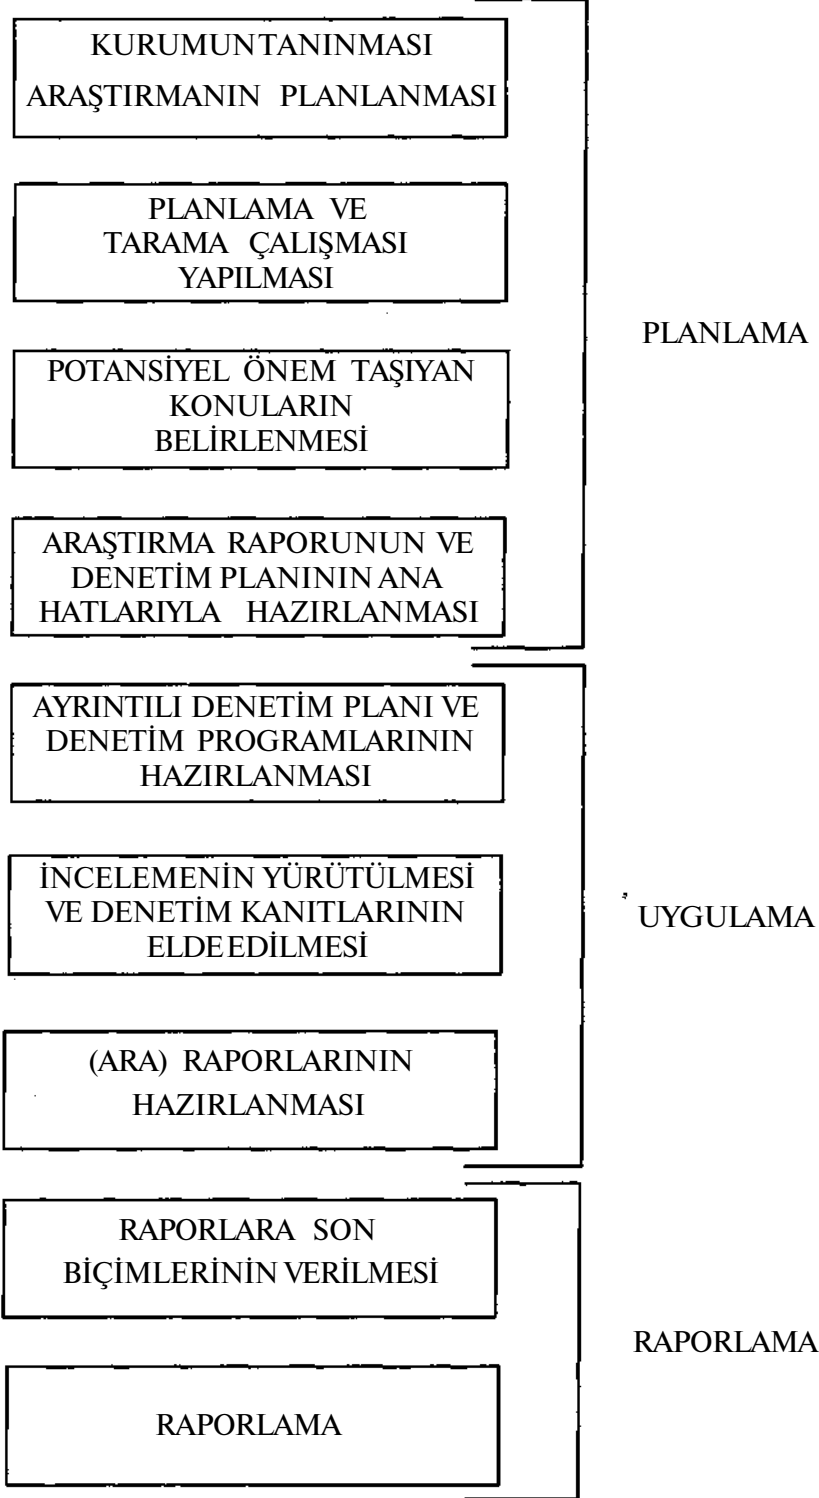 KURUMUN TANINMASI
ARAŞTIRMANIN PLANLANMASI
PLANLAMA VE
TARAMA ÇALIŞMASI
YAPILMASI
POTANSİYEL ÖNEM TAŞIYAN
KONULARIN
BELİRLENMESİ
ARAŞTIRMA RAPORUNUN VE
DENETİM PLANININ ANA
HATLARIYLA HAZIRLANMASI
PLANLAMA
AYRINTILI DENETİM PLANI VE
DENETİM PROGRAMLARININ
HAZIRLANMASI
İNCELEMENİN YÜRÜTÜLMESİ
VE DENETİM KANITLARININ
ELDE EDİLMESİ
(ARA) RAPORLARININ
HAZIRLANMASI
UYGULAMA
RAPORLARA SON
BİÇİMLERİNİN VERİLMESİ
RAPORLAMA
RAPORLAMA